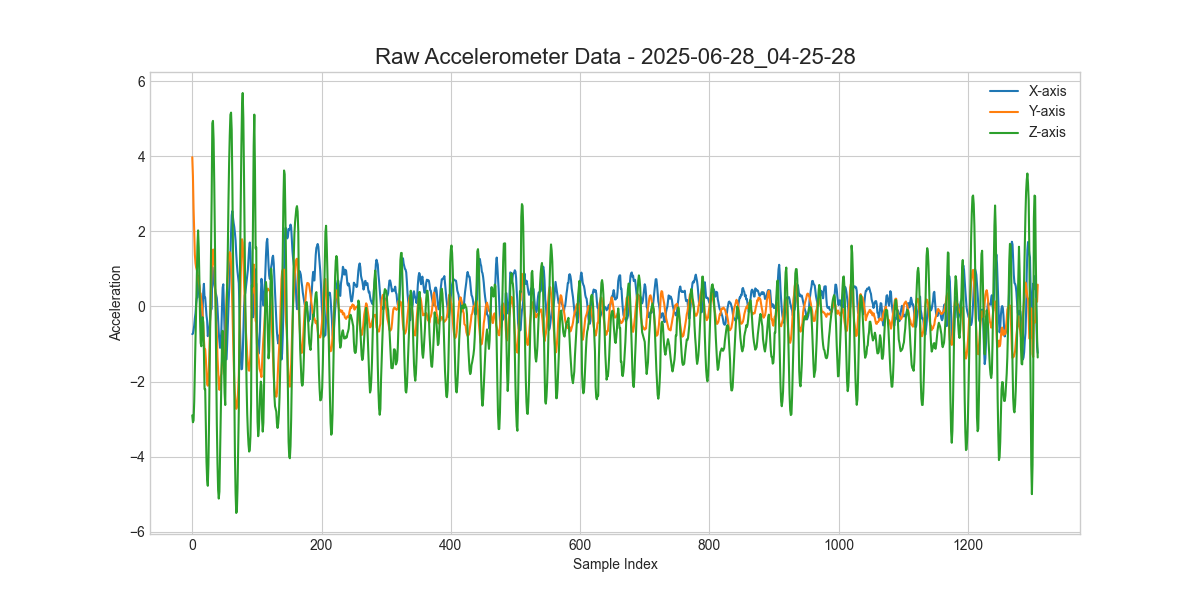 Raw Accelerometer Data - 2025-06-28_04-25-28
X-axis
Y-axis
Z-axis
6
4
2
0
−2
−4
−6
Acceleration
0 200 400 600 800 1000 1200
Sample Index